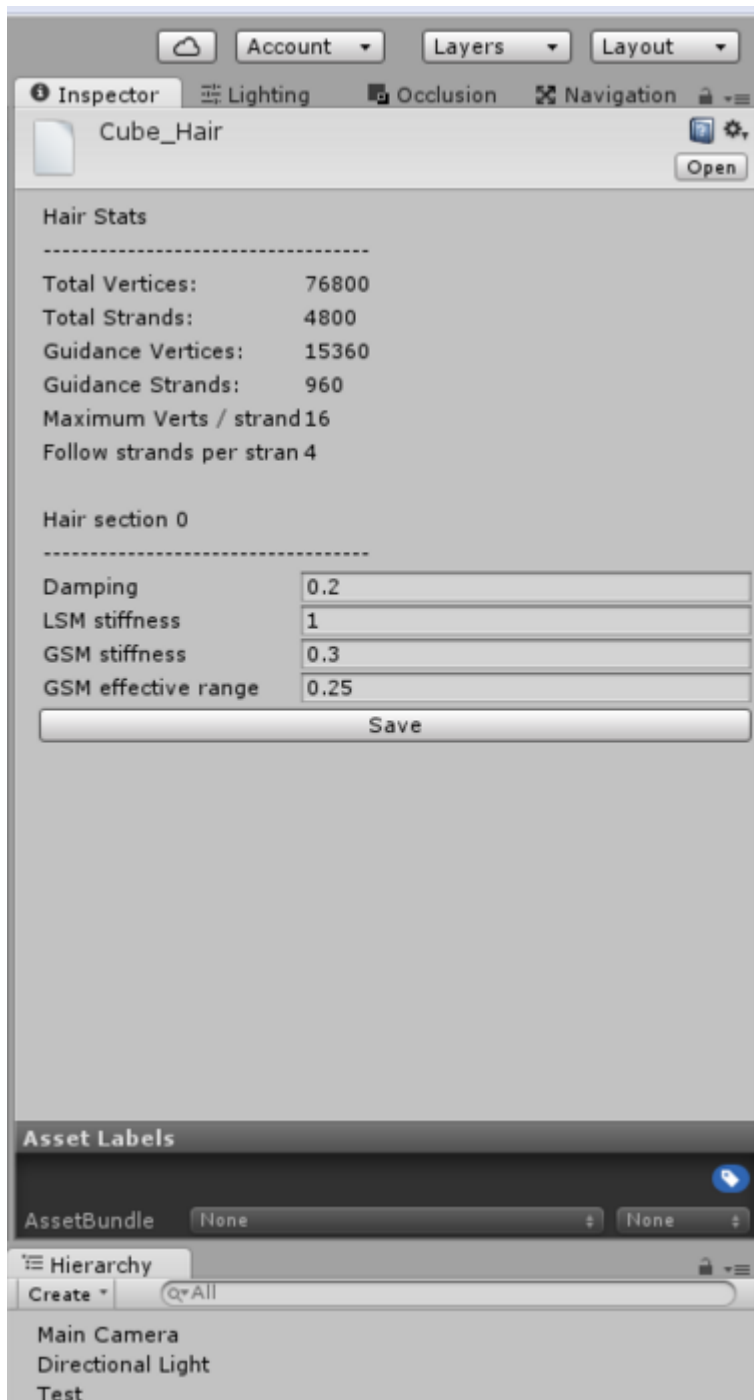 Account Layers Layout
Inspector Lighting Occlusion Navigation
Cube_Hair
Open
Hair Stats
-----------------------------------
Total Vertices: 76800
Total Strands: 4800
Guidance Vertices: 15360
Guidance Strands: 960
Maximum Verts / strand 16
Follow strands per stran 4
Hair section 0
-----------------------------------
Damping 0.2
LSM stiffness 1
GSM stiffness 0.3
GSM effective range 0.25
Save
Asset Labels
AssetBundle None None
Hierarchy
Create All
Main Camera
Directional Light
Test